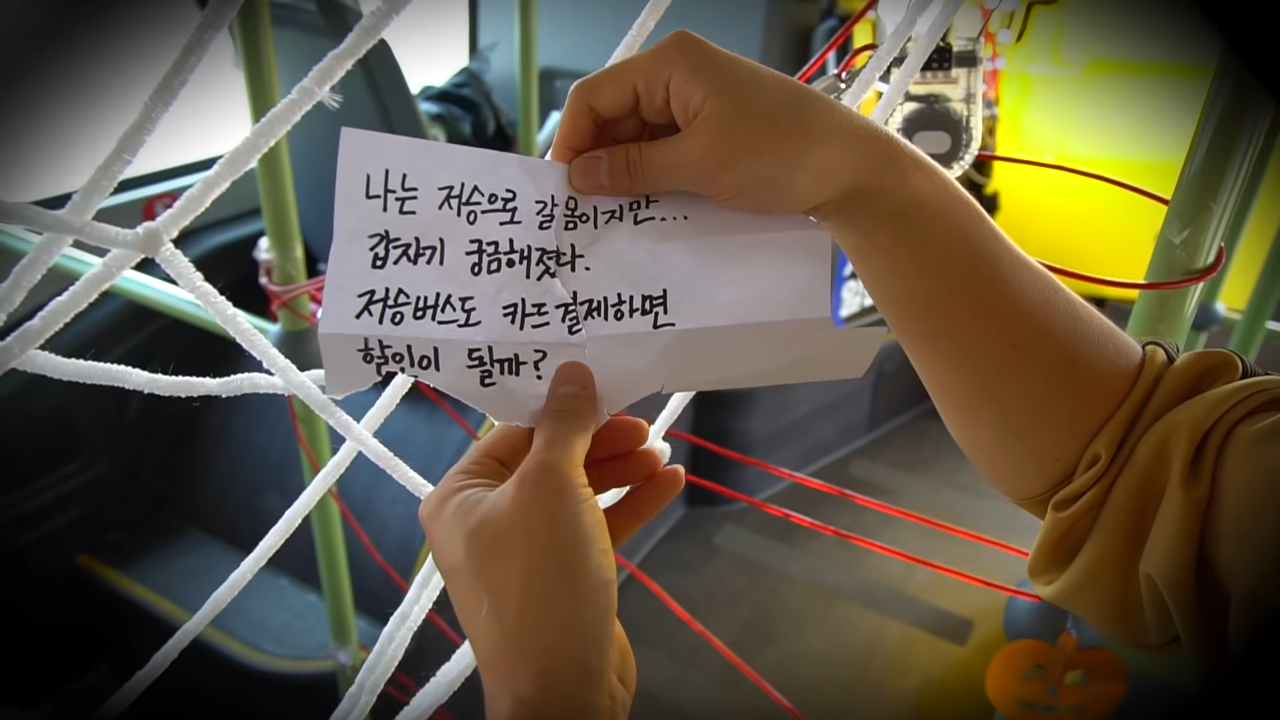 나는 저승으로 갈 몸이지만...
갑자기 궁금해졌다.
저승버스도 카드결제하면
할인이 될까?